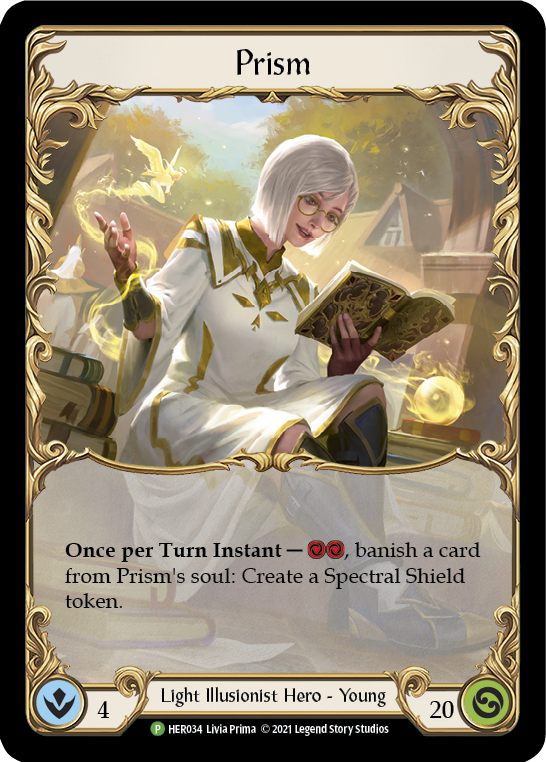 Prism
Once per Turn Instant — , banish a card
from Prism's soul: Create a Spectral Shield
token.
4
Light Illusionist Hero - Young
20
P HER034 Livia Prima © 2021 Legend Story Studios